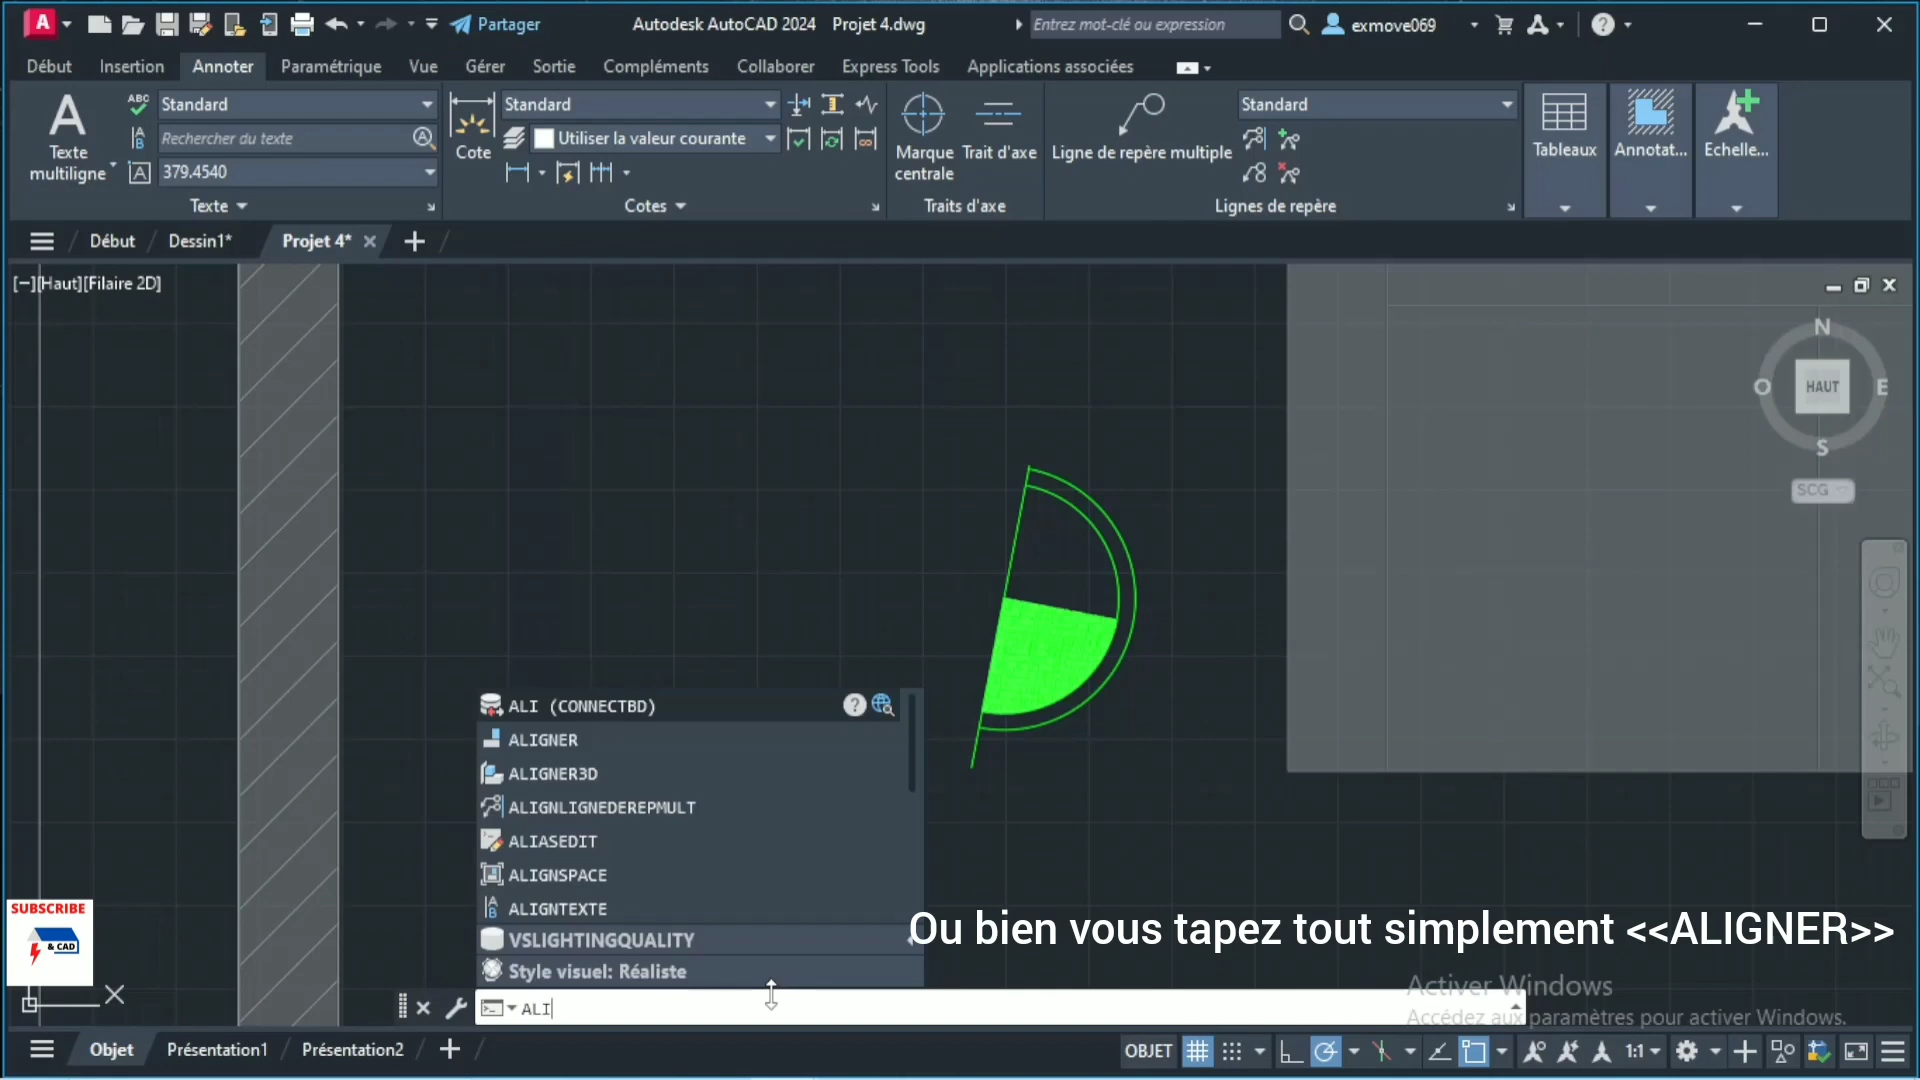 A
Partager
Autodesk AutoCAD 2024 Projet 4.dwg
Entrez mot-clé ou expression
exmove069
Début Insertion Annoter Paramétrique Vue Gérer Sortie Compléments Collaborer Express Tools Applications associées
Texte
multiligne
Standard
Rechercher du texte
379.4540
Texte
Cote
Standard
Utiliser la valeur courante
Cotes
Marque
centrale
Trait d'axe
Traits d'axe
Ligne de repère multiple
Standard
Lignes de repère
Tableaux
Annotat...
Echelle...
Début Dessin1* Projet 4*
[−][Haut][Filaire 2D]
N
O HAUT E
S
SCG
ALI (CONNECTBD)
ALIGNER
ALIGNER3D
ALIGNLIGNEDEREPMULT
ALIASEDIT
ALIGNSPACE
ALIGNTEXTE
VSLIGHTINGQUALITY
Style visuel: Réaliste
ALI
Ou bien vous tapez tout simplement <<ALIGNER>>
SUBSCRIBE
& CAD
Activer Windows
Accédez aux paramètres pour activer Windows.
Objet Présentation1 Présentation2
OBJET
1:1